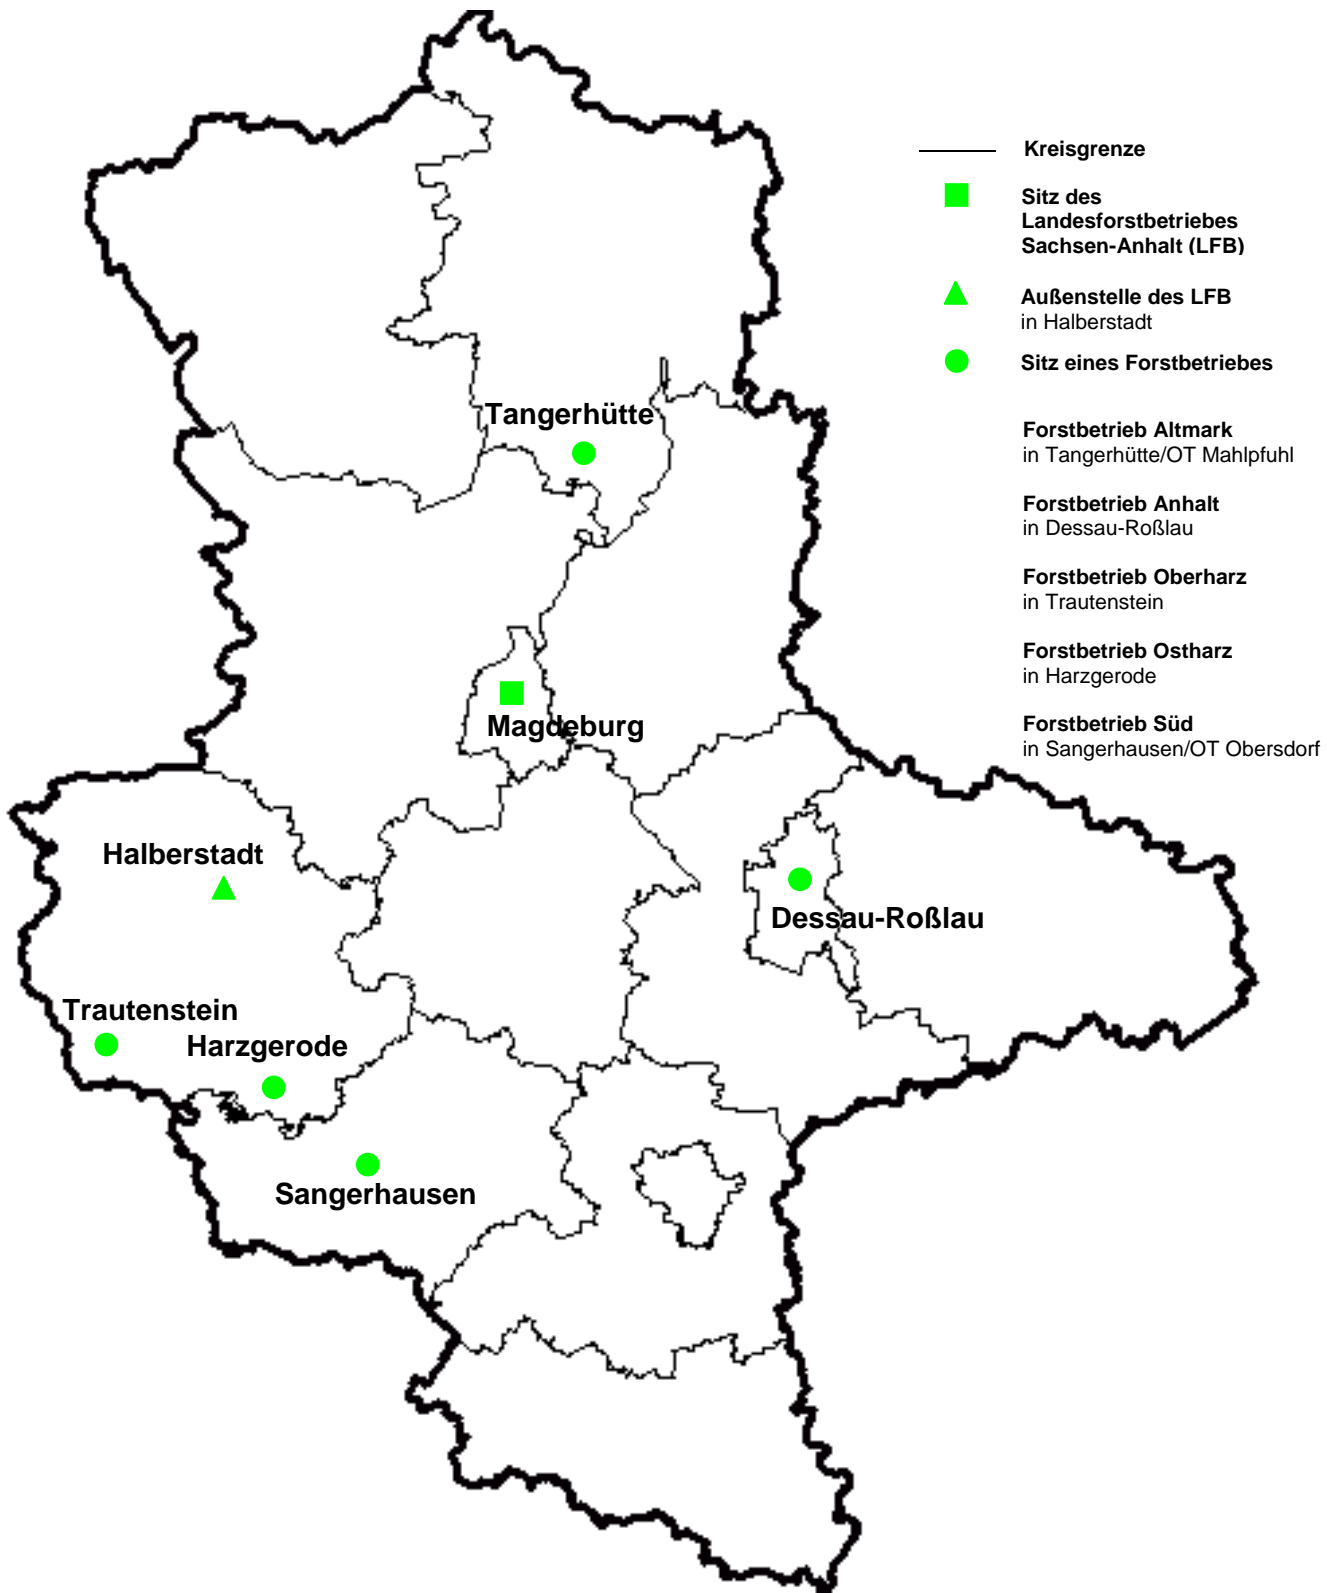 Kreisgrenze
Sitz des
Landesforstbetriebes
Sachsen-Anhalt (LFB)
Außenstelle des LFB
in Halberstadt
Sitz eines Forstbetriebes
Forstbetrieb Altmark
in Tangerhütte/OT Mahlpfuhl
Forstbetrieb Anhalt
in Dessau-Roßlau
Forstbetrieb Oberharz
in Trautenstein
Forstbetrieb Ostharz
in Harzgerode
Forstbetrieb Süd
in Sangerhausen/OT Obersdorf
Tangerhütte
Magdeburg
Halberstadt
Dessau-Roßlau
Trautenstein
Harzgerode
Sangerhausen